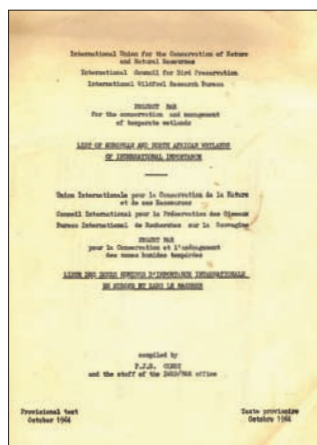 International Union for the Conservation of Nature
and Natural Resources
International Council for Bird Preservation
International Wildfowl Research Bureau
PROJECT MAR
for the conservation and management
of temperate wetlands
LIST OF EUROPEAN AND NORTH AFRICAN WETLANDS
OF INTERNATIONAL IMPORTANCE
Union Internationale pour la Conservation de la Nature
et de ses Ressources
Conseil International pour la Préservation des Oiseaux
Bureau International de Recherches sur la Sauvagine
PROJET MAR
pour la Conservation et l'aménagement
des zones humides tempérées
LISTE DES ZONES HUMIDES D'IMPORTANCE INTERNATIONALE
EN EUROPE ET DANS LE MAGHREB
compiled by
P.J.S. OLNEY
and the staff of the IWRB/MAR office
Provisional text
October 1964
Texte provisoire
Octobre 1964